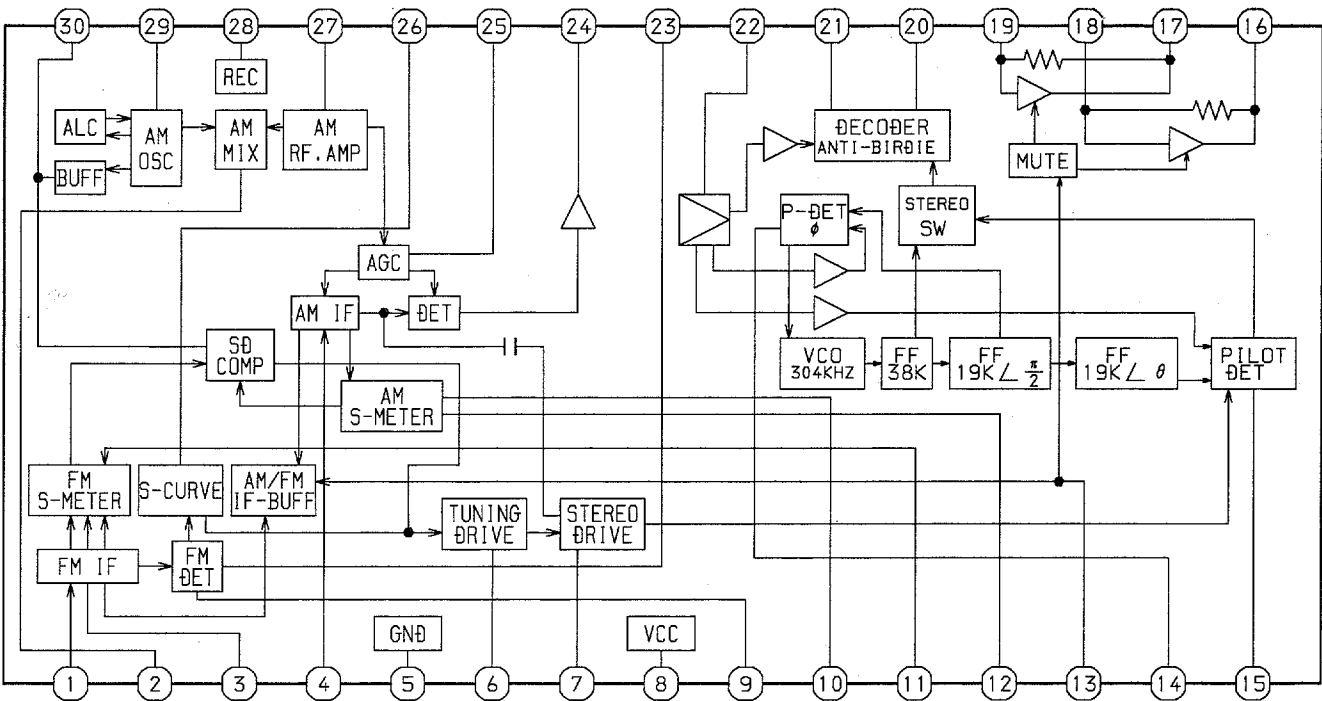 30 29 28 27 26 25 24 23 22 21 20 19 18 17 16
REC
ALC
AM
OSC
AM
MIX
AM
RF.AMP
BUFF
DECODER
ANTI-BIRDIE
MUTE
P-DET
φ
STEREO
SW
AGC
AM IF
DET
SD
COMP
VCO
304KHZ
FF
38K
FF
19K∠ π/2
FF
19K∠ θ
PILOT
DET
AM
S-METER
FM
S-METER
S-CURVE
AM/FM
IF-BUFF
TUNING
DRIVE
STEREO
DRIVE
FM IF
FM
DET
GND
VCC
1 2 3 4 5 6 7 8 9 10 11 12 13 14 15